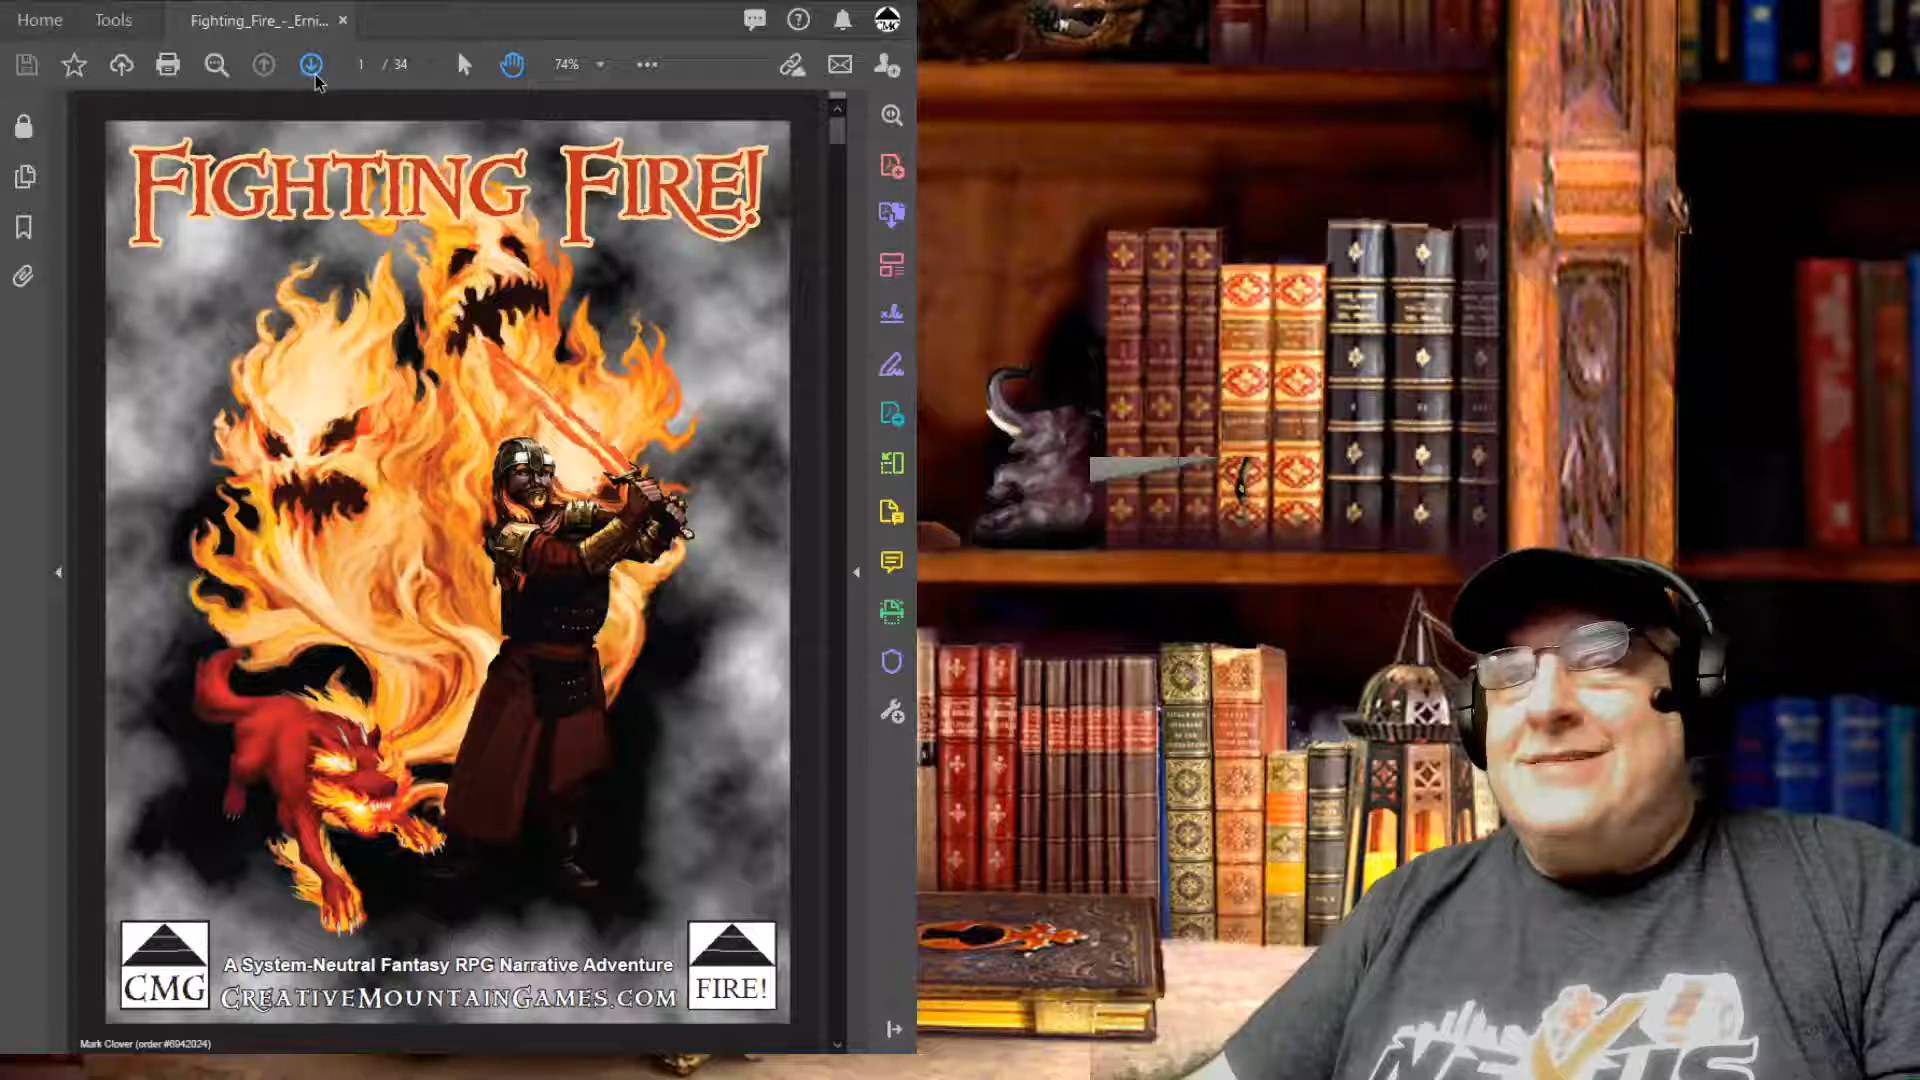 Home
Tools
Fighting_Fire_-_Erni...
CMG
1 / 34
74%
FIGHTING FIRE!
CMG
A System-Neutral Fantasy RPG Narrative Adventure
CREATIVEMOUNTAINGAMES.COM
FIRE!
Mark Clover (order #6942024)